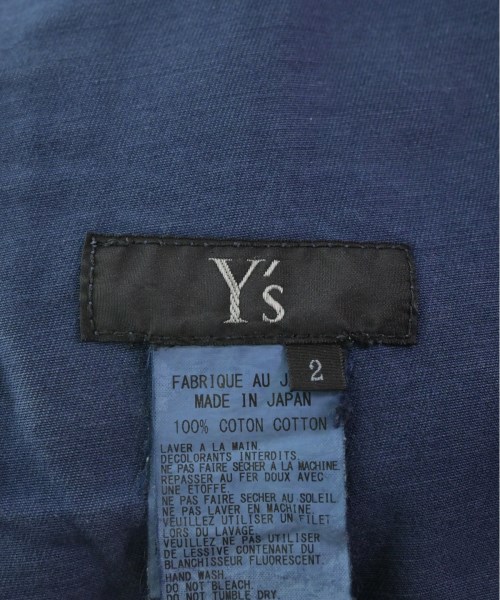 Y's
2
FABRIQUE AU J
MADE IN JAPAN
100% COTON COTTON
LAVER A LA MAIN.
DECOLORANTS INTERDITS.
NE PAS FAIRE SÉCHER A LA MACHINE.
REPASSER AU FER DOUX AVEC
UNE ÉTOFFE.
NE PAS FAIRE SECHER AU SOLEIL
NE PAS LAVER EN MACHINE.
VEUILLEZ UTILISER UN FILET
LORS DU LAVAGE.
VEUILLEZ NE PAS UTILISER
DE LESSIVE CONTENANT DU
BLANCHISSEUR FLUORESCENT.
HAND WASH.
DO NOT BLEACH.
DO NOT TUMBLE DRY.